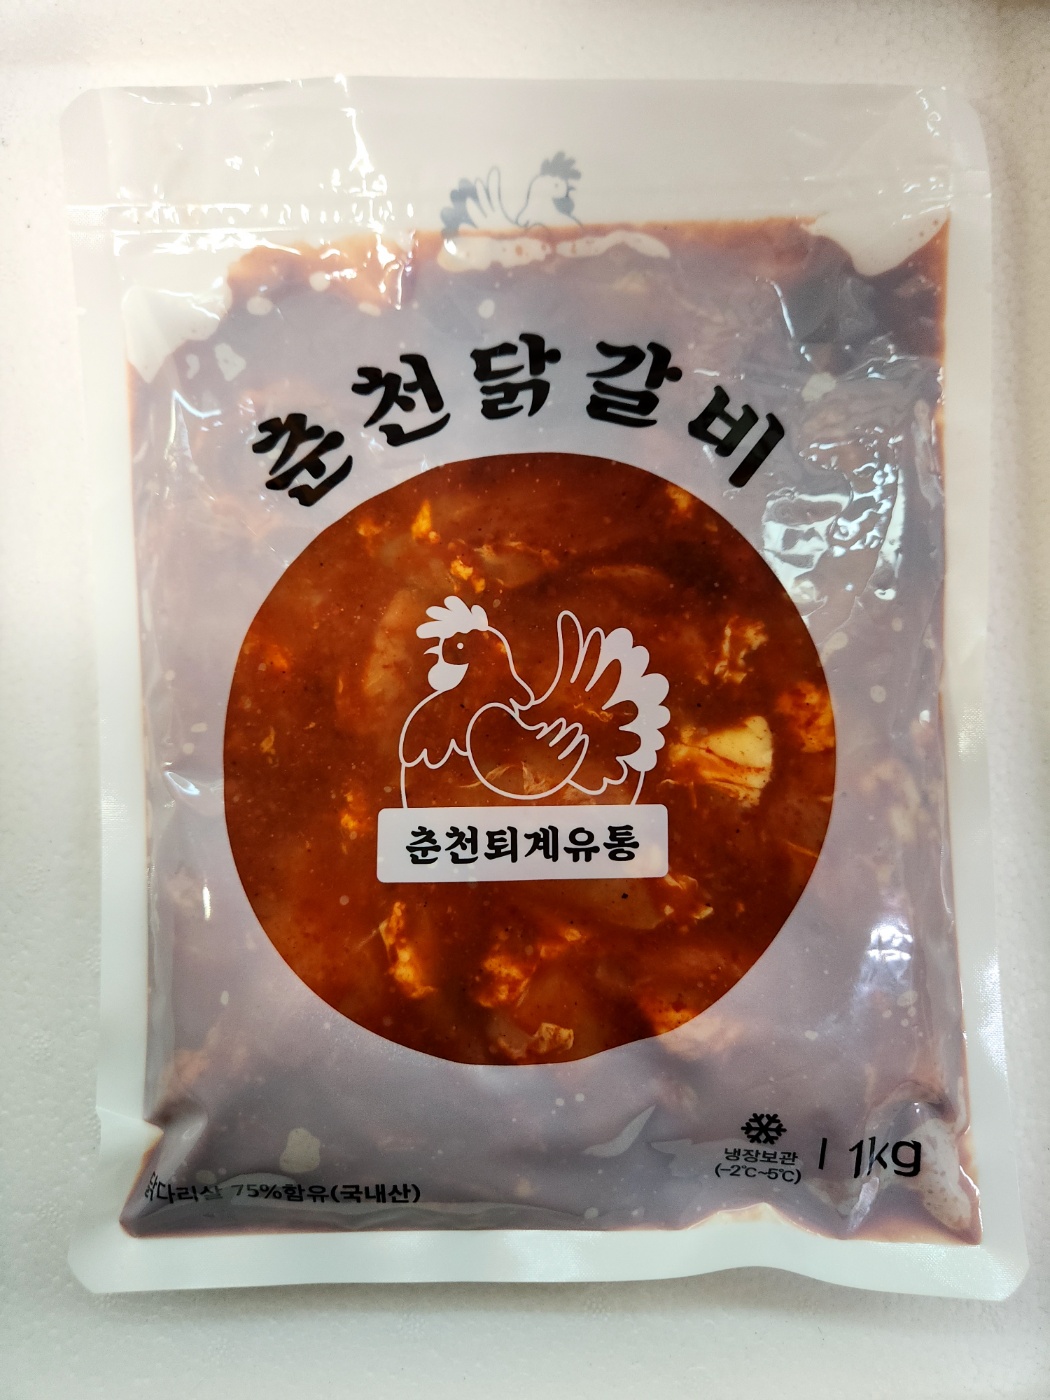 춘천닭갈비
춘천퇴계유통
냉장보관
(-2℃~5℃)
1kg
닭다리살 75%함유(국내산)